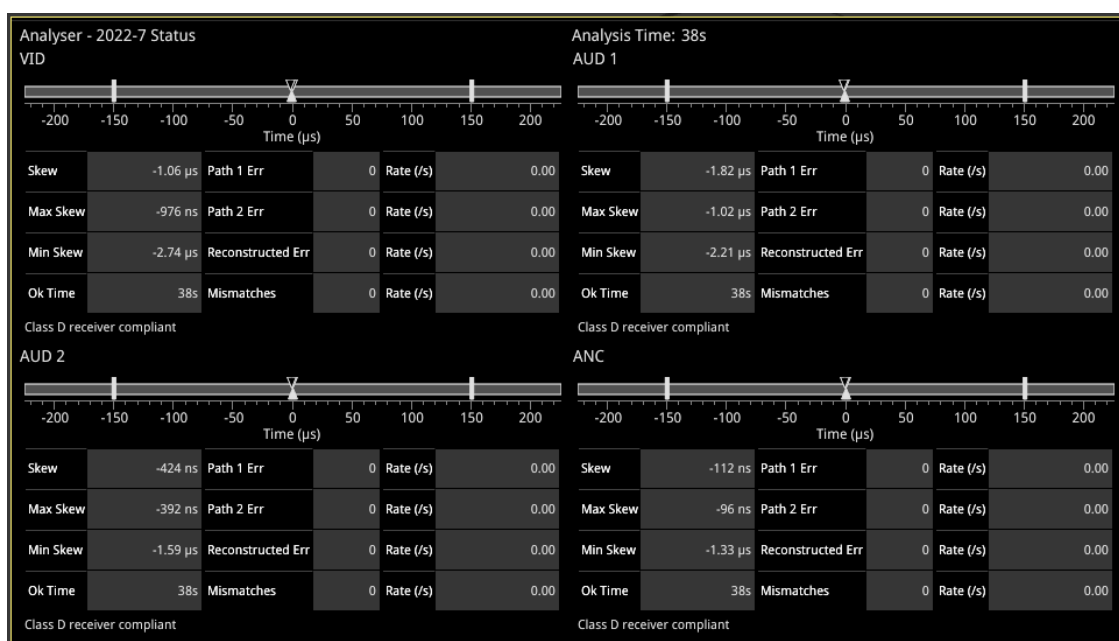 Analyser - 2022-7 Status
Analysis Time: 38s
VID
-200 -150 -100 -50 0 50 100 150 200
Time (µs)
Skew -1.06 µs Path 1 Err 0 Rate (/s) 0.00
Max Skew -976 ns Path 2 Err 0 Rate (/s) 0.00
Min Skew -2.74 µs Reconstructed Err 0 Rate (/s) 0.00
Ok Time 38s Mismatches 0 Rate (/s) 0.00
Class D receiver compliant
AUD 1
-200 -150 -100 -50 0 50 100 150 200
Time (µs)
Skew -1.82 µs Path 1 Err 0 Rate (/s) 0.00
Max Skew -1.02 µs Path 2 Err 0 Rate (/s) 0.00
Min Skew -2.21 µs Reconstructed Err 0 Rate (/s) 0.00
Ok Time 38s Mismatches 0 Rate (/s) 0.00
Class D receiver compliant
AUD 2
-200 -150 -100 -50 0 50 100 150 200
Time (µs)
Skew -424 ns Path 1 Err 0 Rate (/s) 0.00
Max Skew -392 ns Path 2 Err 0 Rate (/s) 0.00
Min Skew -1.59 µs Reconstructed Err 0 Rate (/s) 0.00
Ok Time 38s Mismatches 0 Rate (/s) 0.00
Class D receiver compliant
ANC
-200 -150 -100 -50 0 50 100 150 200
Time (µs)
Skew -112 ns Path 1 Err 0 Rate (/s) 0.00
Max Skew -96 ns Path 2 Err 0 Rate (/s) 0.00
Min Skew -1.33 µs Reconstructed Err 0 Rate (/s) 0.00
Ok Time 38s Mismatches 0 Rate (/s) 0.00
Class D receiver compliant